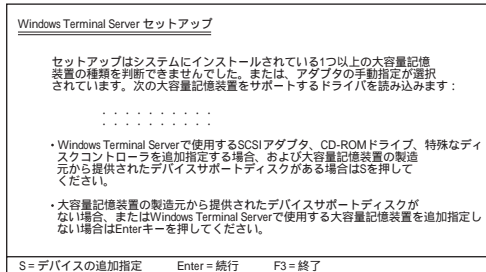 Windows Terminal Server セットアップ
セットアップはシステムにインストールされている1つ以上の大容量記憶
装置の種類を判断できませんでした。または、アダプタの手動指定が選択
されています。次の大容量記憶装置をサポートするドライバを読み込みます：
．．．．．．．．．．
．．．．．．．．．．
・Windows Terminal Serverで使用するSCSIアダプタ、CD-ROMドライブ、特殊なディ
スクコントローラを追加指定する場合、および大容量記憶装置の製造
元から提供されたデバイスサポートディスクがある場合はSを押して
ください。
・大容量記憶装置の製造元から提供されたデバイスサポートディスクが
ない場合、またはWindows Terminal Serverで使用する大容量記憶装置を追加指定し
ない場合はEnterキーを押してください。
S=デバイスの追加指定 Enter=続行 F3=終了